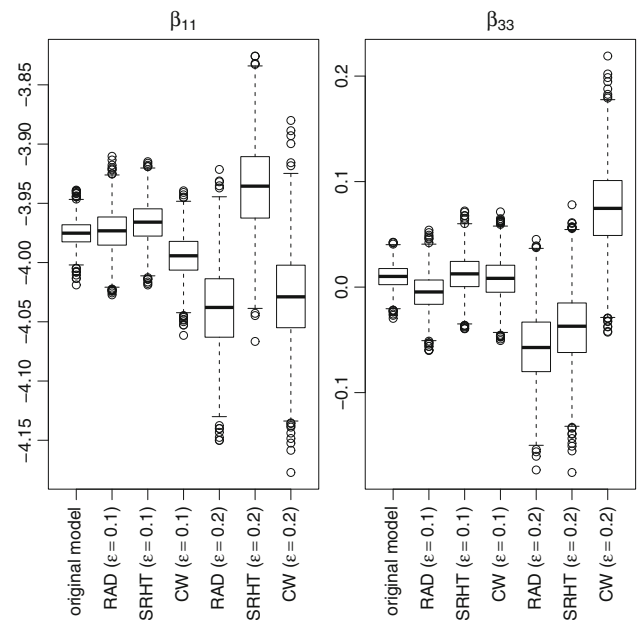 β₁₁
−3.85
−3.90
−3.95
−4.00
−4.05
−4.10
−4.15
original model
RAD (ε = 0.1)
SRHT (ε = 0.1)
CW (ε = 0.1)
RAD (ε = 0.2)
SRHT (ε = 0.2)
CW (ε = 0.2)
β₃₃
0.2
0.1
0.0
−0.1
original model
RAD (ε = 0.1)
SRHT (ε = 0.1)
CW (ε = 0.1)
RAD (ε = 0.2)
SRHT (ε = 0.2)
CW (ε = 0.2)